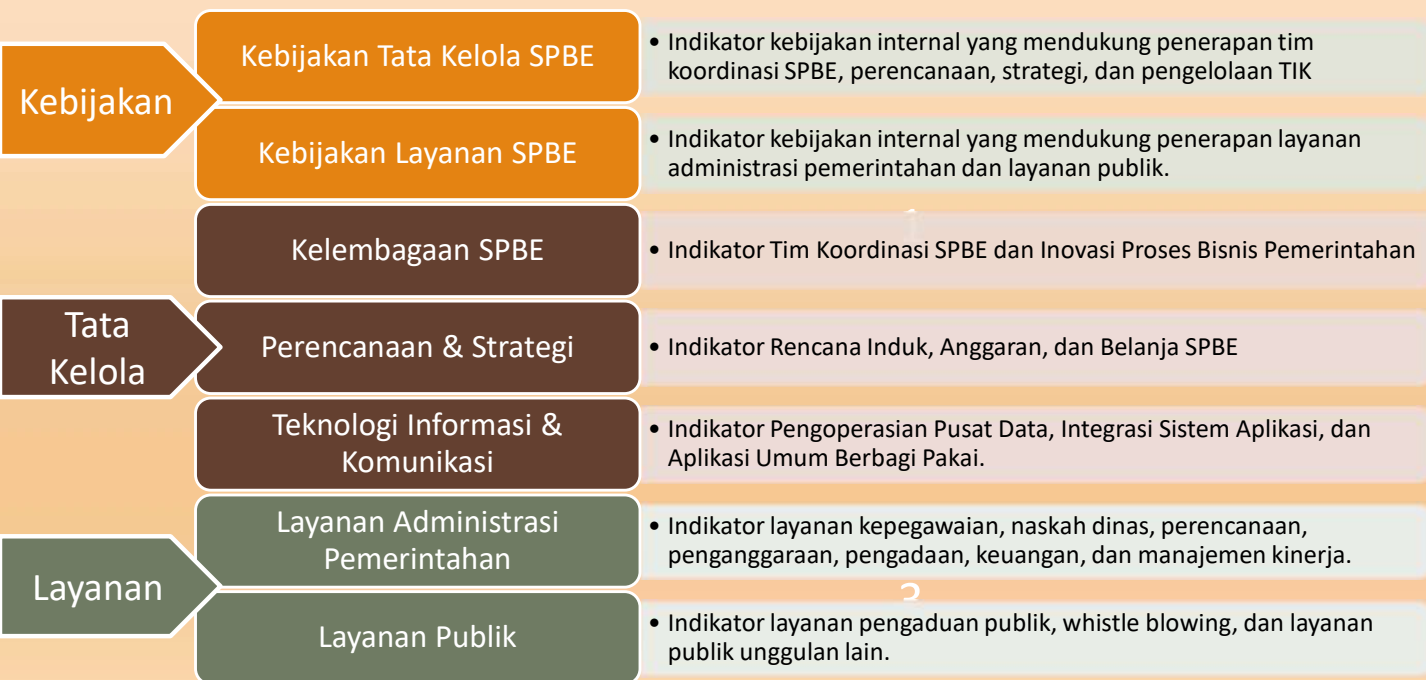 Kebijakan
Kebijakan Tata Kelola SPBE
• Indikator kebijakan internal yang mendukung penerapan tim
koordinasi SPBE, perencanaan, strategi, dan pengelolaan TIK
Kebijakan Layanan SPBE
• Indikator kebijakan internal yang mendukung penerapan layanan
administrasi pemerintahan dan layanan publik.
Tata
Kelola
Kelembagaan SPBE
• Indikator Tim Koordinasi SPBE dan Inovasi Proses Bisnis Pemerintahan
Perencanaan & Strategi
• Indikator Rencana Induk, Anggaran, dan Belanja SPBE
Teknologi Informasi &
Komunikasi
• Indikator Pengoperasian Pusat Data, Integrasi Sistem Aplikasi, dan
Aplikasi Umum Berbagi Pakai.
Layanan
Layanan Administrasi
Pemerintahan
• Indikator layanan kepegawaian, naskah dinas, perencanaan,
penganggaraan, pengadaan, keuangan, dan manajemen kinerja.
Layanan Publik
• Indikator layanan pengaduan publik, whistle blowing, dan layanan
publik unggulan lain.